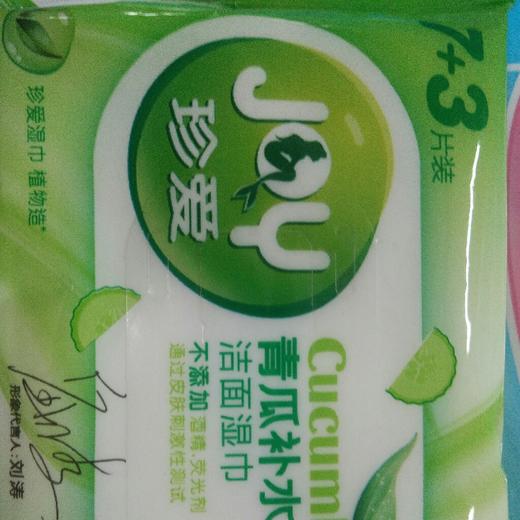 7+3片装
JOY
珍爱
珍爱湿巾 植物造*
Cucum
青瓜补水
洁面湿巾
不添加 酒精·荧光剂
通过皮肤刺激性测试
形象代言人:刘涛